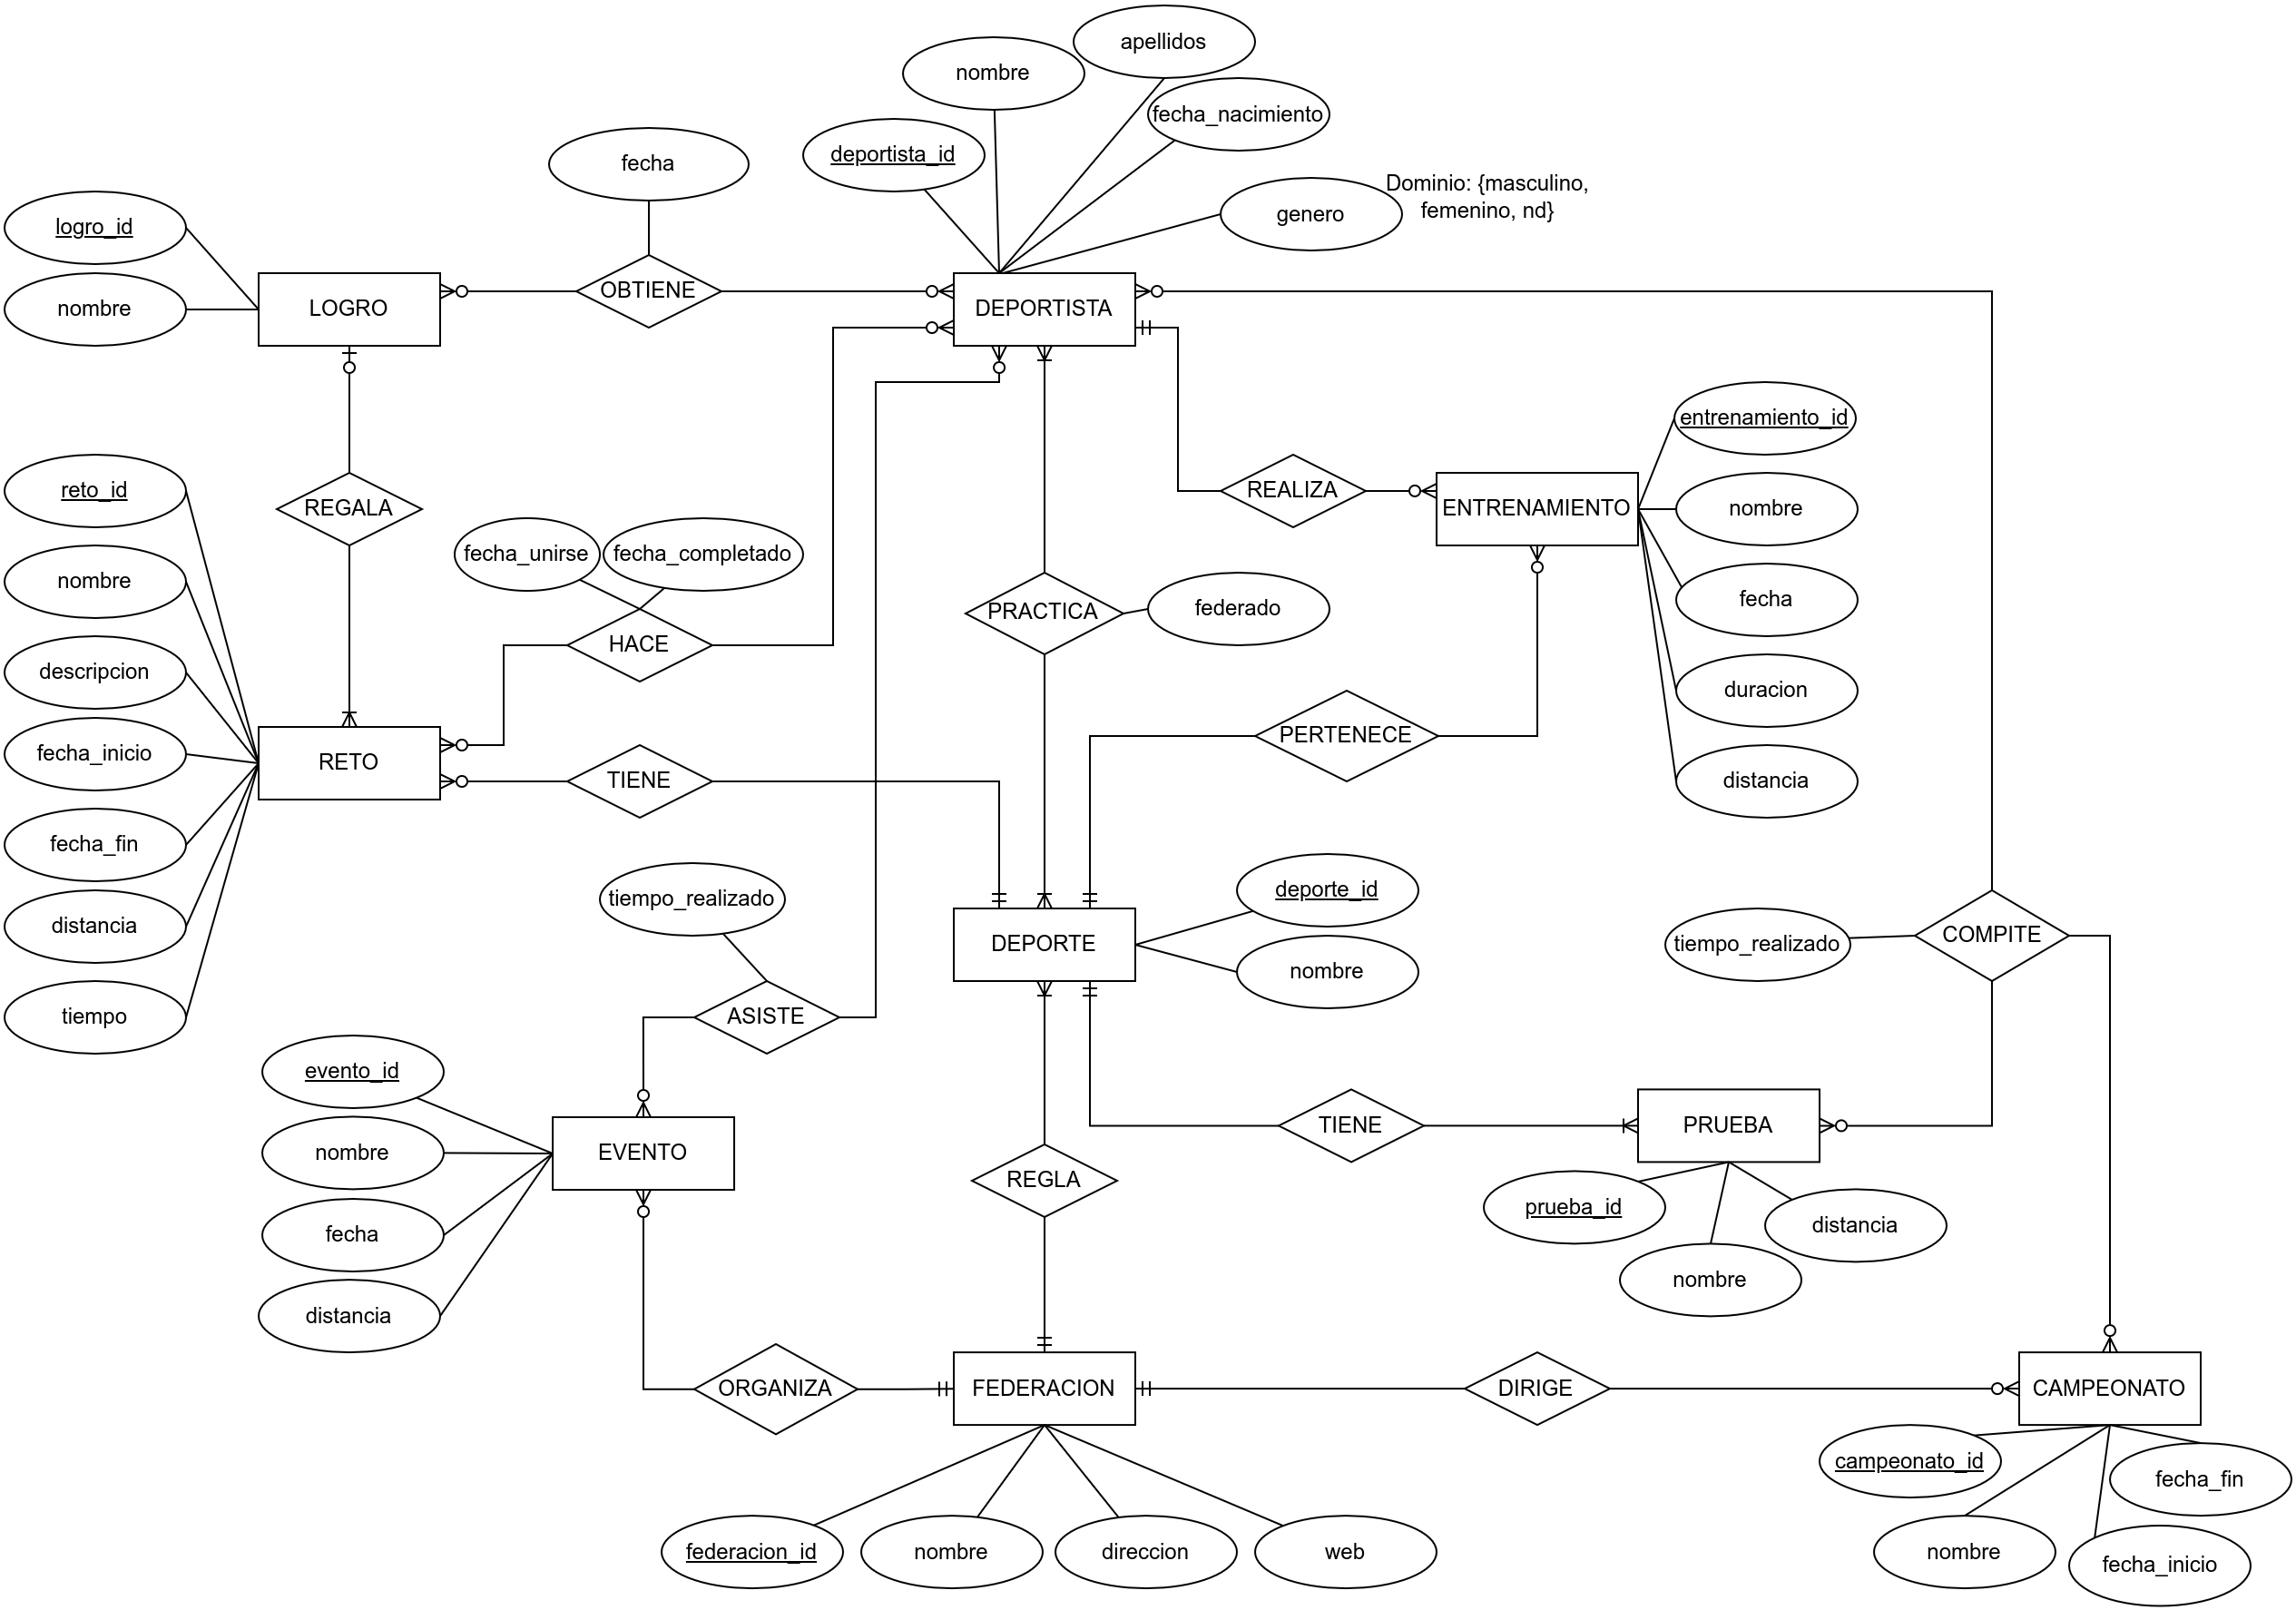 apellidos
nombre
fecha_nacimiento
deportista_id
fecha
Dominio: {masculino,
femenino, nd}
genero
logro_id
nombre
LOGRO
OBTIENE
DEPORTISTA
entrenamiento_id
reto_id
REGALA
REALIZA
ENTRENAMIENTO
nombre
fecha_unirse
fecha_completado
nombre
fecha
PRACTICA
federado
HACE
descripcion
duracion
PERTENECE
fecha_inicio
RETO
TIENE
distancia
fecha_fin
tiempo_realizado
deporte_id
distancia
DEPORTE
nombre
tiempo_realizado
COMPITE
tiempo
ASISTE
evento_id
nombre
EVENTO
TIENE
PRUEBA
REGLA
prueba_id
distancia
fecha
nombre
distancia
ORGANIZA
FEDERACION
DIRIGE
CAMPEONATO
campeonato_id
fecha_fin
federacion_id
nombre
direccion
web
nombre
fecha_inicio